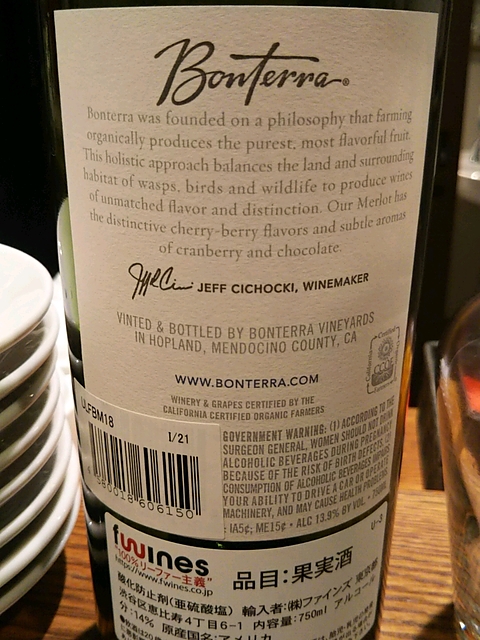 Bonterra®
Bonterra was founded on a philosophy that farming
organically produces the purest, most flavorful fruit.
This holistic approach balances the land and surrounding
habitat of wasps, birds and wildlife to produce wines
of unmatched flavor and distinction. Our Merlot has
the distinctive cherry-berry flavors and subtle aromas
of cranberry and chocolate.
JEFF CICHOCKI, WINEMAKER
VINTED & BOTTLED BY BONTERRA VINEYARDS
IN HOPLAND, MENDOCINO COUNTY, CA
WWW.BONTERRA.COM
WINERY & GRAPES CERTIFIED BY THE
CALIFORNIA CERTIFIED ORGANIC FARMERS
ULFBM18
1/21
4580018606150
GOVERNMENT WARNING: (1) ACCORDING TO THE
SURGEON GENERAL, WOMEN SHOULD NOT DRINK
ALCOHOLIC BEVERAGES DURING PREGNANCY
BECAUSE OF THE RISK OF BIRTH DEFECTS.
CONSUMPTION OF ALCOHOLIC BEVERAGES
YOUR ABILITY TO DRIVE A CAR OR OPERATE
MACHINERY, AND MAY CAUSE HEALTH PROBLEMS.
IA5¢; ME15¢ • ALC 13.9% BY VOL •
U-3
fwines
"100%リーファー主義"
https://www.fwines.co.jp
品目:果実酒
酸化防止剤(亜硫酸塩) 輸入者:(株)ファインズ 東京都
渋谷区恵比寿4丁目6-1 内容量:750ml アルコール
分:14% 原産国名:アメリカ